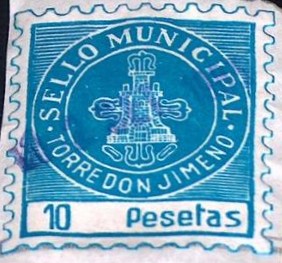 · SELLO MUNICIPAL ·
TORREDONJIMENO
10 Pesetas